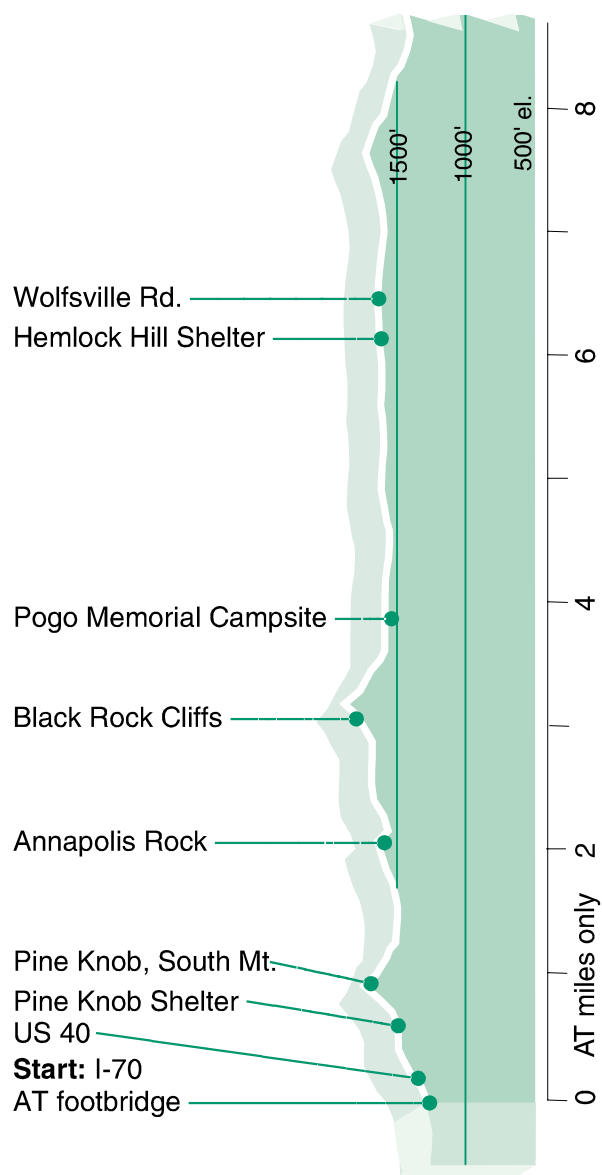 8
1500'
1000'
500' el.
Wolfsville Rd.
Hemlock Hill Shelter
6
Pogo Memorial Campsite
4
Black Rock Cliffs
Annapolis Rock
2
Pine Knob, South Mt.
Pine Knob Shelter
US 40
Start: I-70
AT footbridge
0
AT miles only